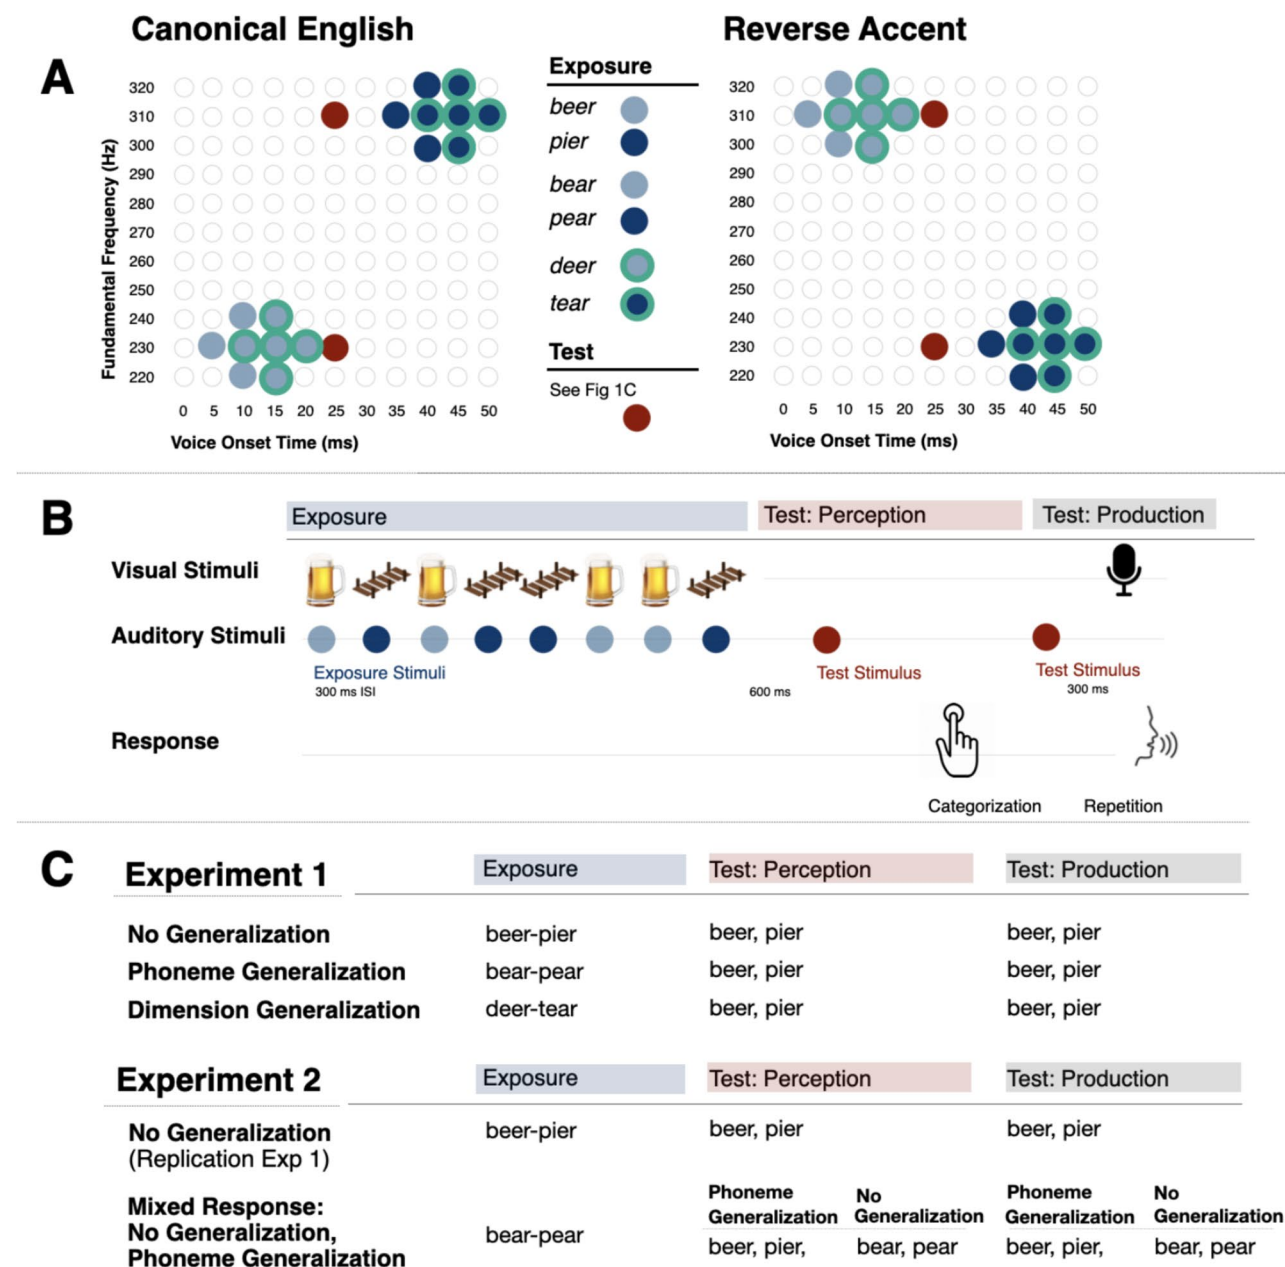 Canonical English
Reverse Accent
A
Fundamental Frequency (Hz)
320
310
300
290
280
270
260
250
240
230
220
0 5 10 15 20 25 30 35 40 45 50
Voice Onset Time (ms)
Exposure
beer
pier
bear
pear
deer
tear
Test
See Fig 1C
320
310
300
290
280
270
260
250
240
230
220
0 5 10 15 20 25 30 35 40 45 50
Voice Onset Time (ms)
B
Exposure Test: Perception Test: Production
Visual Stimuli
Auditory Stimuli
Exposure Stimuli Test Stimulus Test Stimulus
300 ms ISI 600 ms 300 ms
Response
Categorization Repetition
C
Experiment 1 Exposure Test: Perception Test: Production
No Generalization beer-pier beer, pier beer, pier
Phoneme Generalization bear-pear beer, pier beer, pier
Dimension Generalization deer-tear beer, pier beer, pier
Experiment 2 Exposure Test: Perception Test: Production
No Generalization beer-pier beer, pier beer, pier
(Replication Exp 1)
Phoneme No Phoneme No
Generalization Generalization Generalization Generalization
Mixed Response:
No Generalization,
Phoneme Generalization
bear-pear beer, pier, bear, pear beer, pier, bear, pear